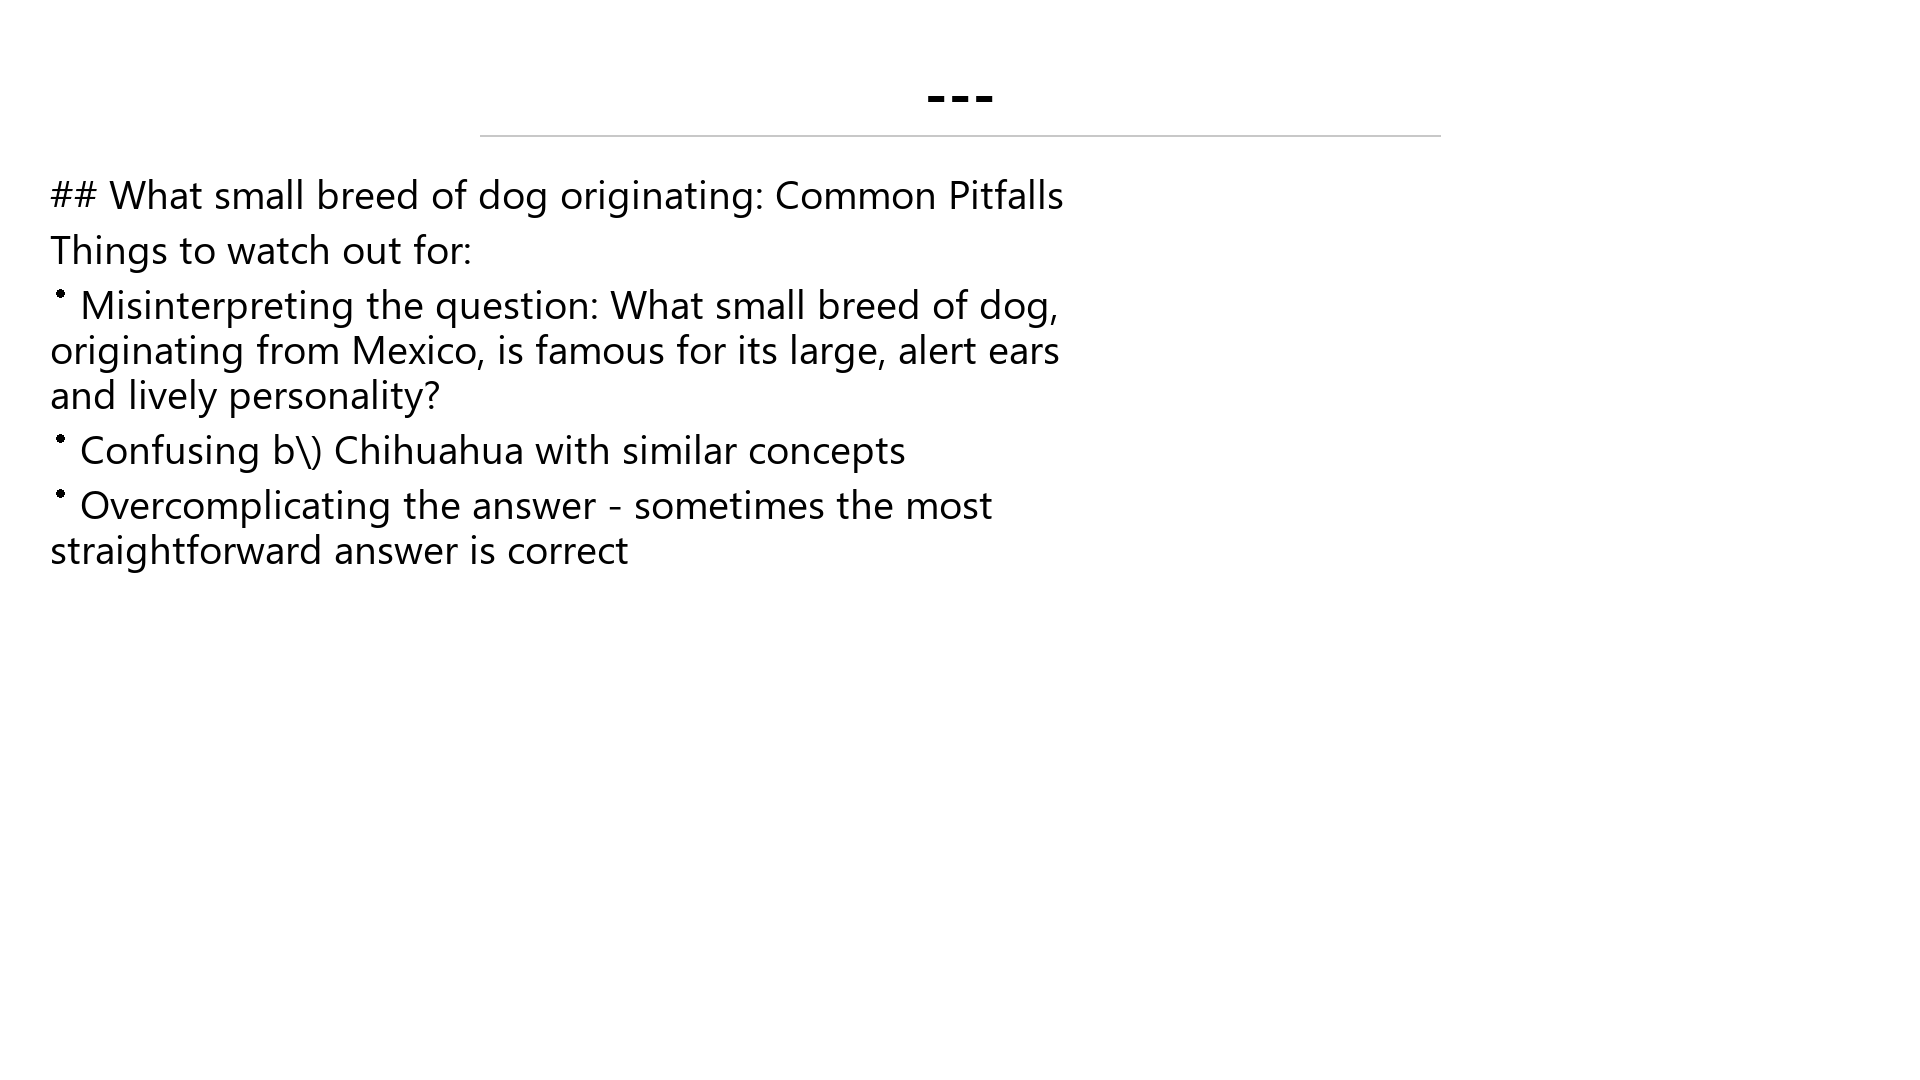 ---
## What small breed of dog originating: Common Pitfalls
Things to watch out for:
• Misinterpreting the question: What small breed of dog,
originating from Mexico, is famous for its large, alert ears
and lively personality?
• Confusing b\) Chihuahua with similar concepts
• Overcomplicating the answer - sometimes the most
straightforward answer is correct